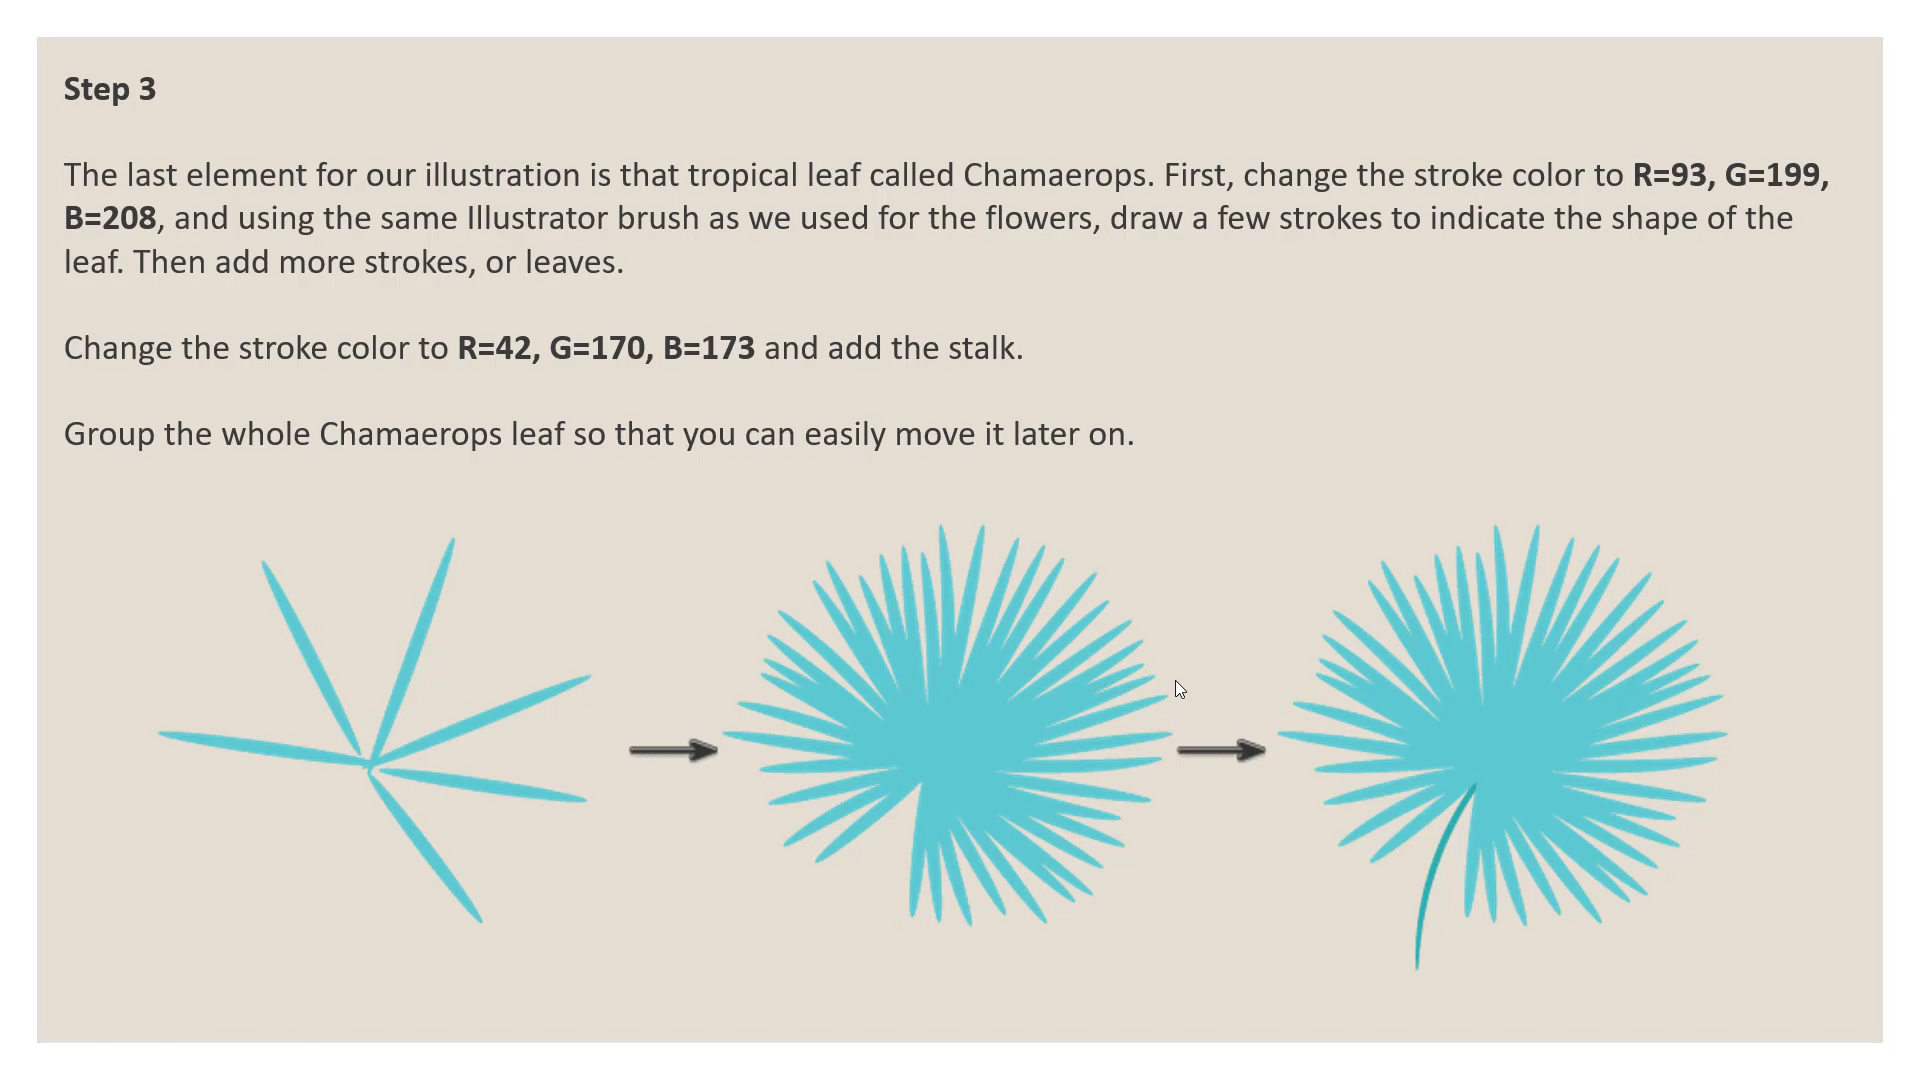 Step 3
The last element for our illustration is that tropical leaf called Chamaerops. First, change the stroke color to R=93, G=199,
B=208, and using the same Illustrator brush as we used for the flowers, draw a few strokes to indicate the shape of the
leaf. Then add more strokes, or leaves.
Change the stroke color to R=42, G=170, B=173 and add the stalk.
Group the whole Chamaerops leaf so that you can easily move it later on.